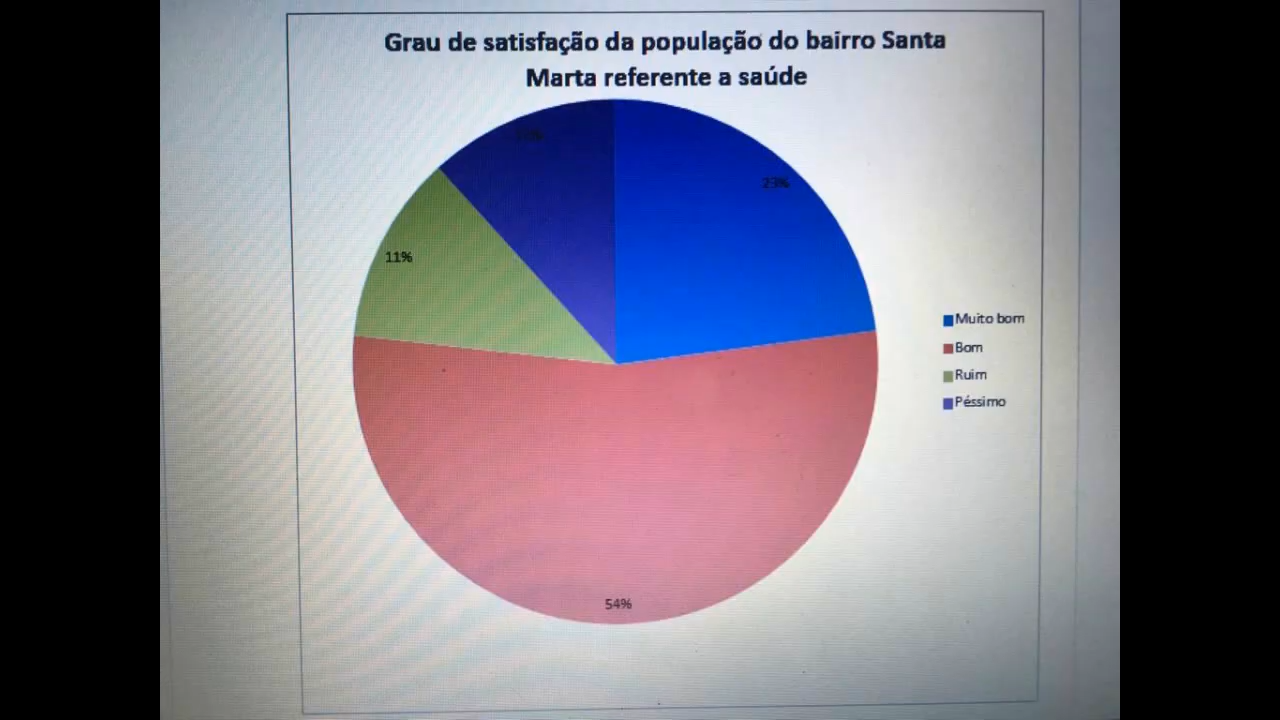 Grau de satisfação da população do bairro Santa
Marta referente a saúde
23%
11%
54%
Muito bom
Bom
Ruim
Péssimo